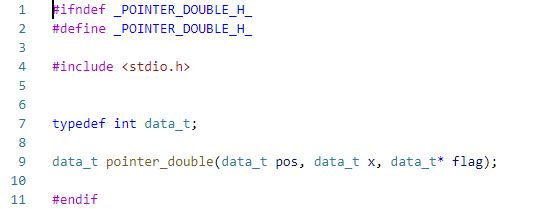 1 #ifndef _POINTER_DOUBLE_H_
2 #define _POINTER_DOUBLE_H_
3
4 #include <stdio.h>
5
6
7 typedef int data_t;
8
9 data_t pointer_double(data_t pos, data_t x, data_t* flag);
10
11 #endif